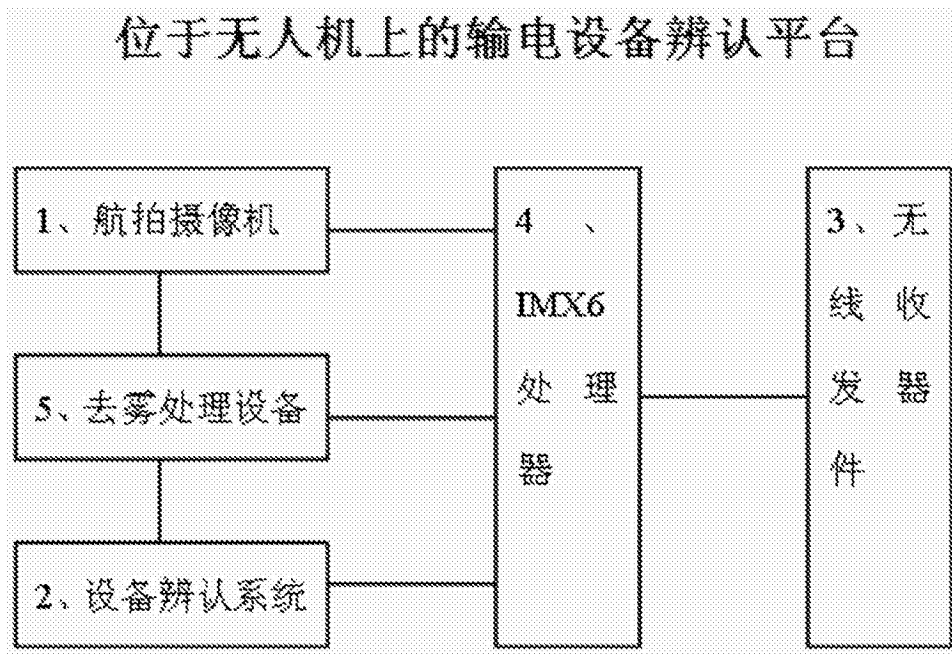 位于无人机上的输电设备辨认平台
1、航拍摄像机
5、去雾处理设备
2、设备辨认系统
4、
IMX6
处理
器
3、无
线收
发器
件